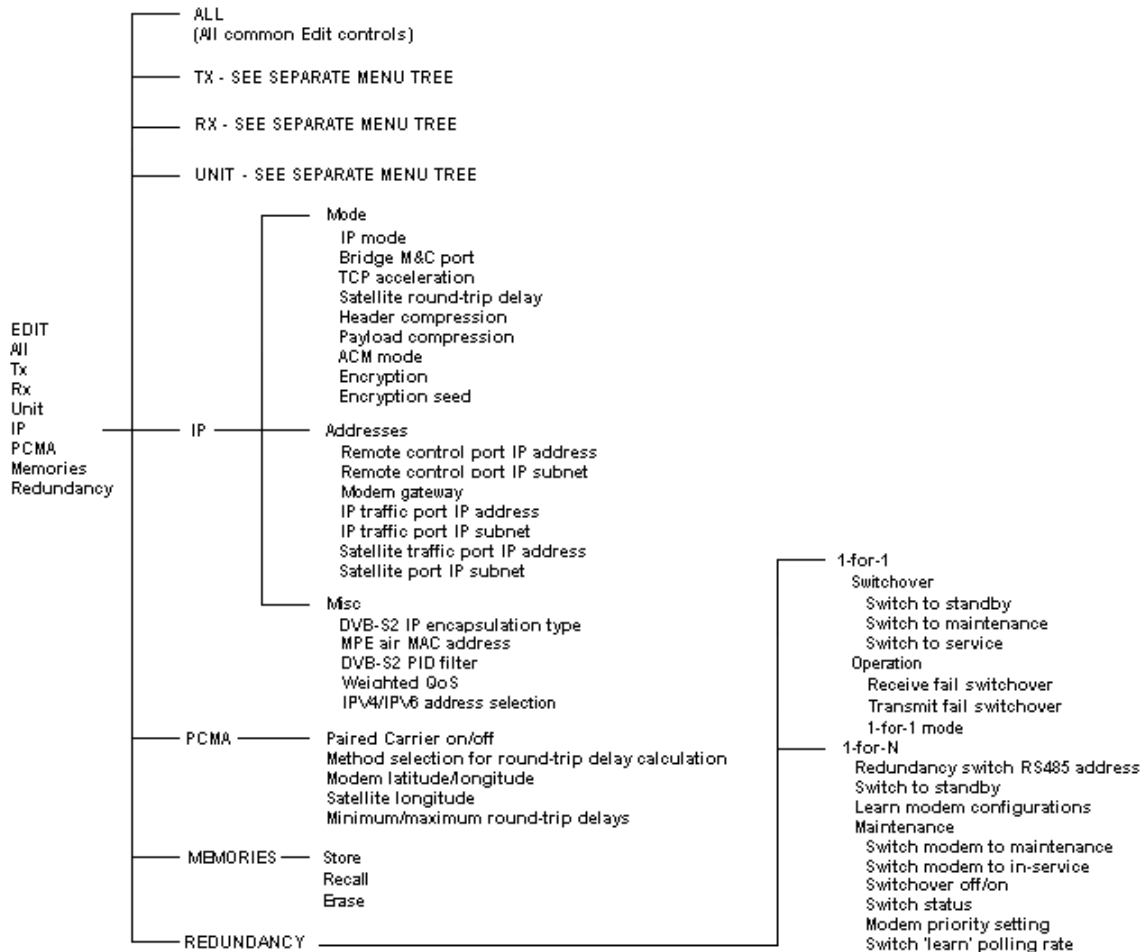 EDIT
All
Tx
Rx
Unit
IP
PCMA
Memories
Redundancy
ALL
(All common Edit controls)
TX - SEE SEPARATE MENU TREE
RX - SEE SEPARATE MENU TREE
UNIT - SEE SEPARATE MENU TREE
IP
Mode
IP mode
Bridge M&C port
TCP acceleration
Satellite round-trip delay
Header compression
Payload compression
ACM mode
Encryption
Encryption seed
Addresses
Remote control port IP address
Remote control port IP subnet
Modem gateway
IP traffic port IP address
IP traffic port IP subnet
Satellite traffic port IP address
Satellite port IP subnet
Misc
DVB-S2 IP encapsulation type
MPE air MAC address
DVB-S2 PID filter
Weighted QoS
IPV4/IPV6 address selection
PCMA
Paired Carrier on/off
Method selection for round-trip delay calculation
Modem latitude/longitude
Satellite longitude
Minimum/maximum round-trip delays
MEMORIES
Store
Recall
Erase
REDUNDANCY
1-for-1
Switchover
Switch to standby
Switch to maintenance
Switch to service
Operation
Receive fail switchover
Transmit fail switchover
1-for-1 mode
1-for-N
Redundancy switch RS485 address
Switch to standby
Learn modem configurations
Maintenance
Switch modem to maintenance
Switch modem to in-service
Switchover off/on
Switch status
Modem priority setting
Switch 'learn' polling rate